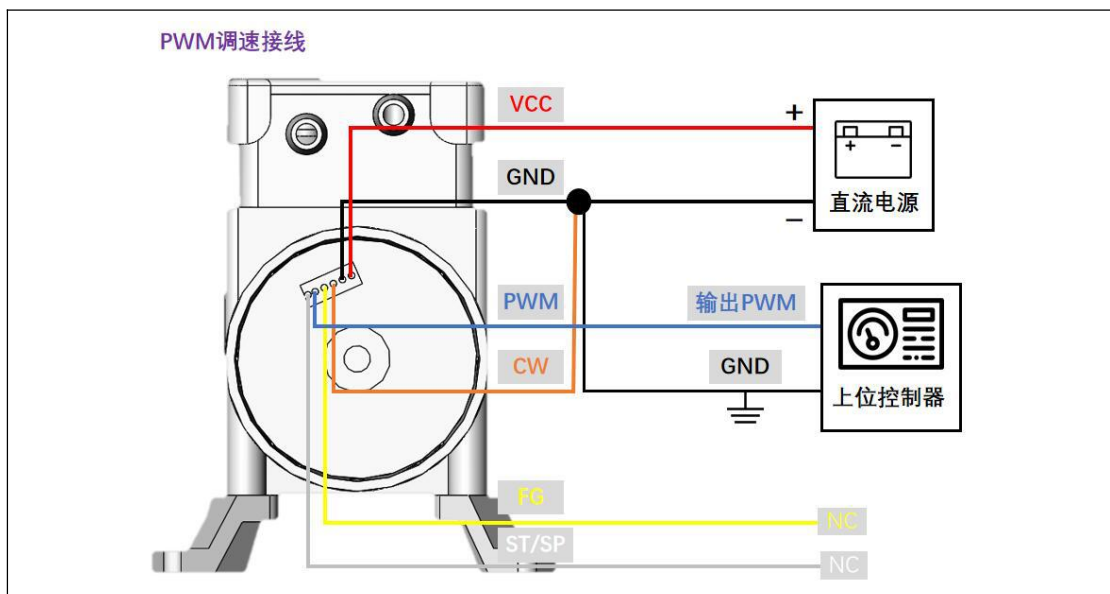 PWM调速接线
VCC
+
+ -
GND
直流电源
−
PWM
输出PWM
CW
GND
上位控制器
FG
NC
ST/SP
NC